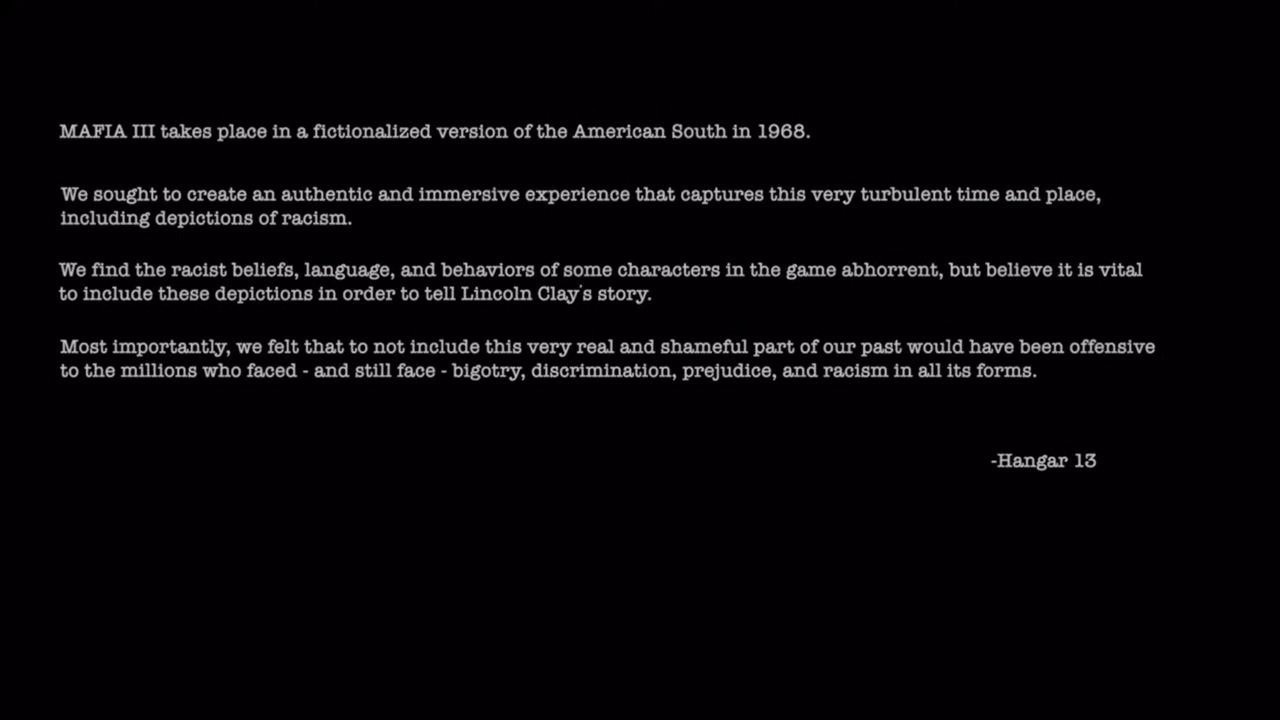 MAFIA III takes place in a fictionalized version of the American South in 1968.
We sought to create an authentic and immersive experience that captures this very turbulent time and place,
including depictions of racism.
We find the racist beliefs, language, and behaviors of some characters in the game abhorrent, but believe it is vital
to include these depictions in order to tell Lincoln Clay's story.
Most importantly, we felt that to not include this very real and shameful part of our past would have been offensive
to the millions who faced - and still face - bigotry, discrimination, prejudice, and racism in all its forms.
-Hangar 13